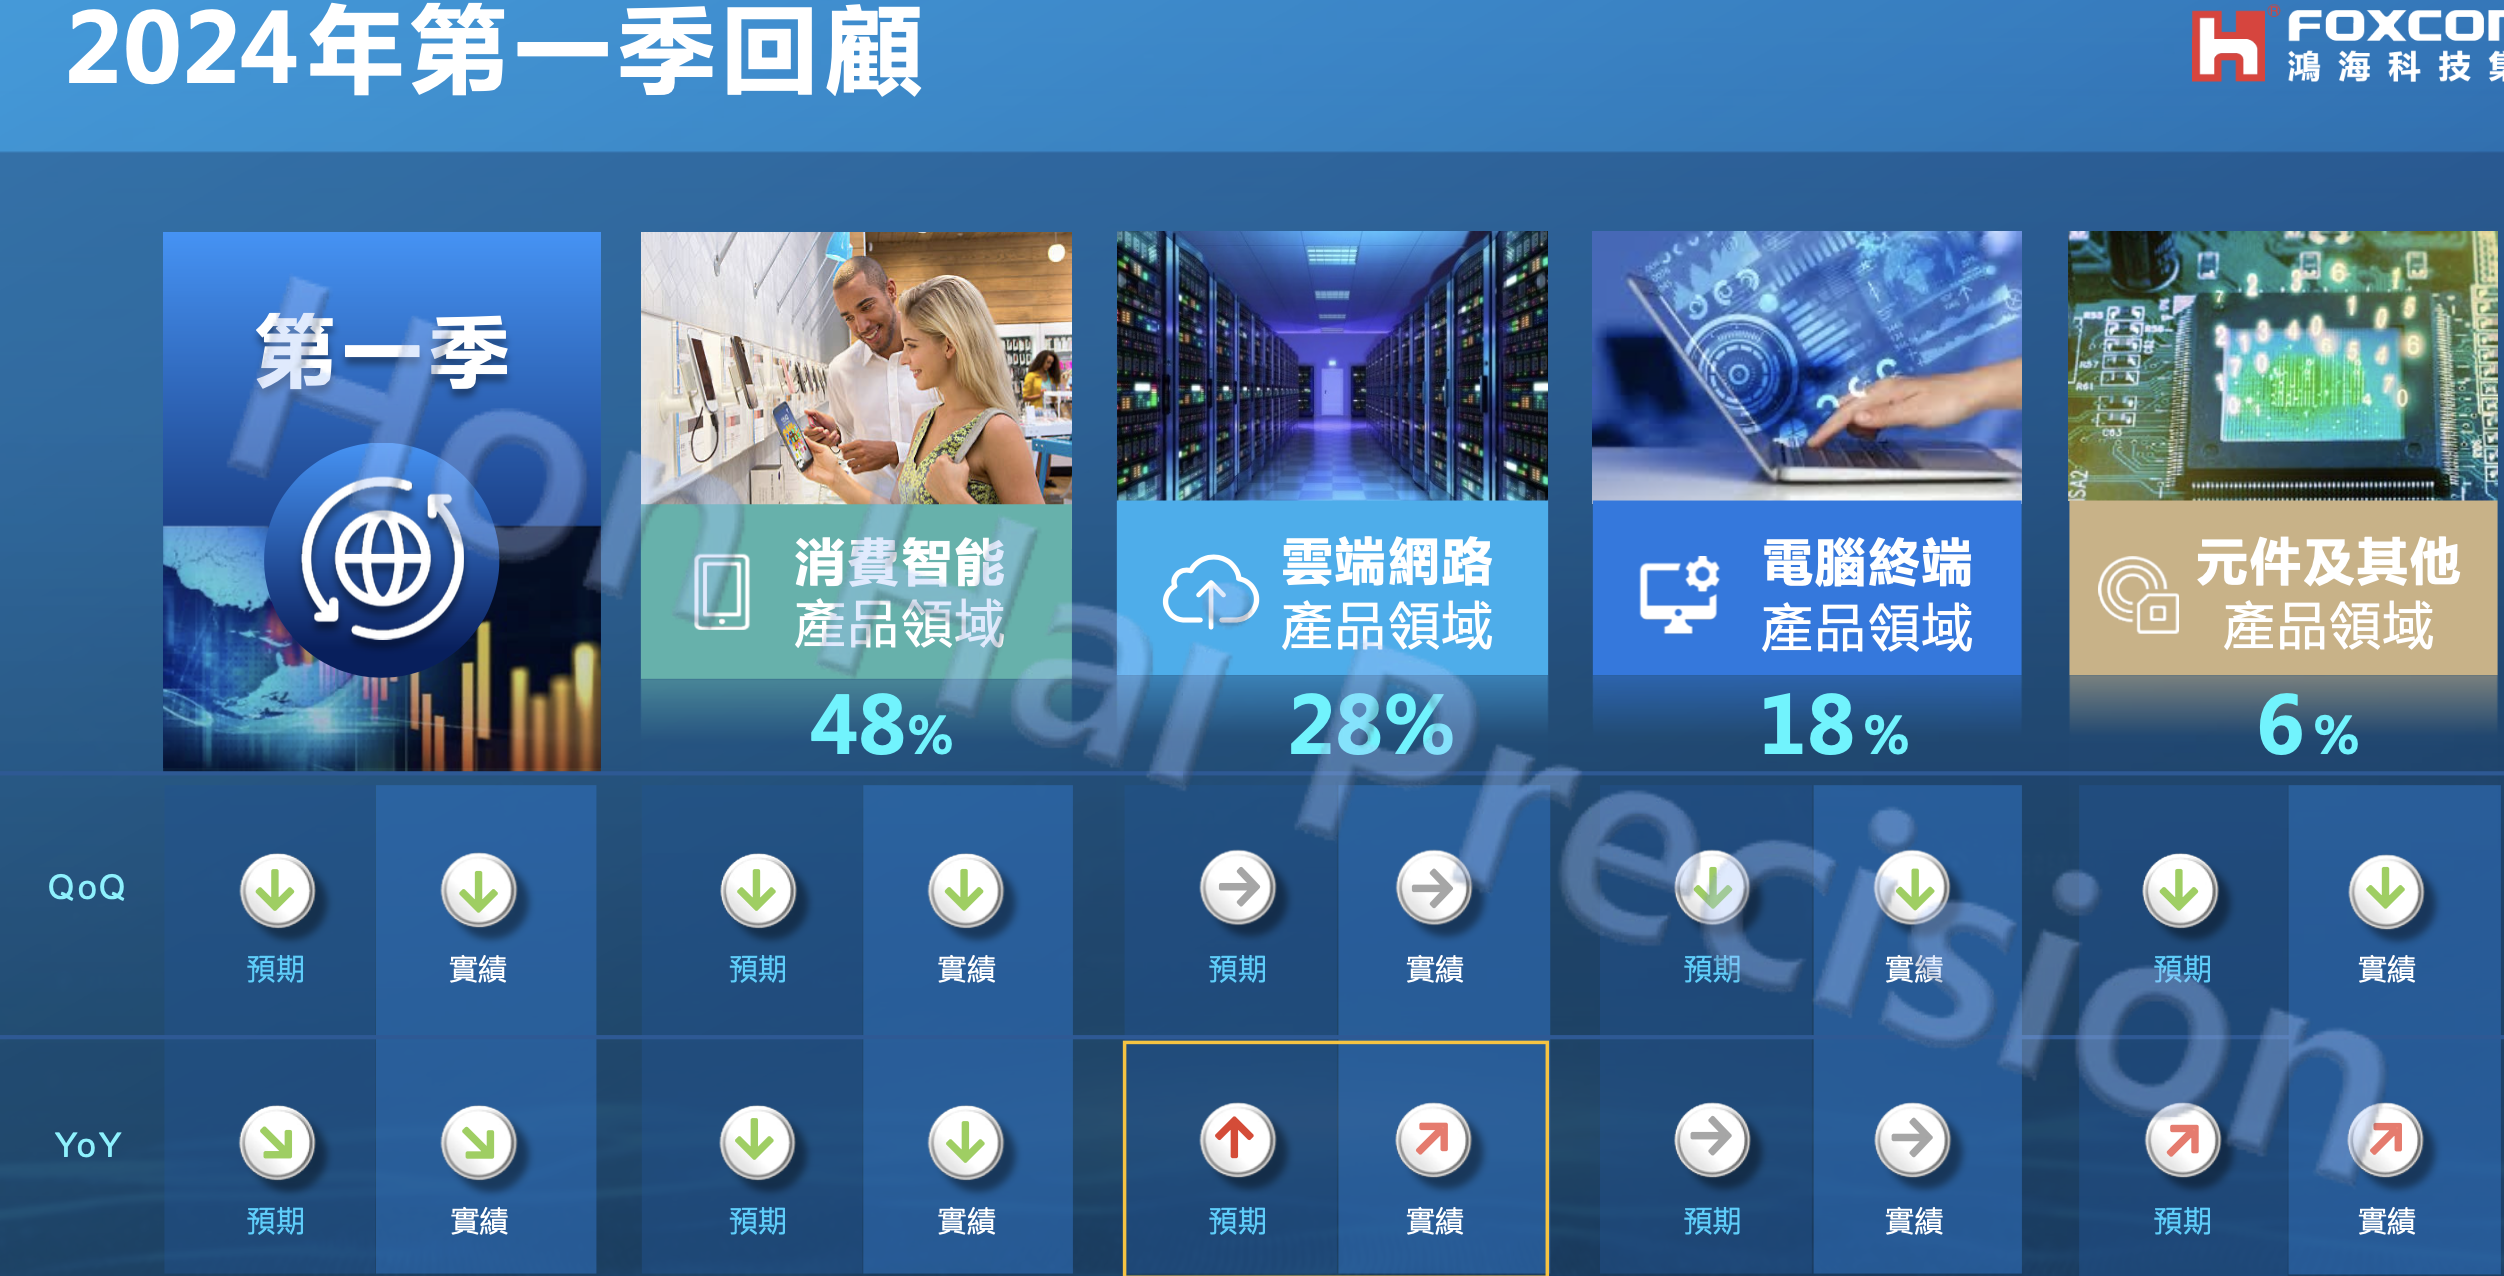 2024年第一季回顧
鴻海科技
第一季
消費智能
產品領域
48%
雲端網路
產品領域
28%
電腦終端
產品領域
18%
元件及其他
產品領域
6%
QoQ
預期 實績 預期 實績 預期 實績 預期 實績 預期 實績
YoY
預期 實績 預期 實績 預期 實績 預期 實績 預期 實績
Hon Hai Precision